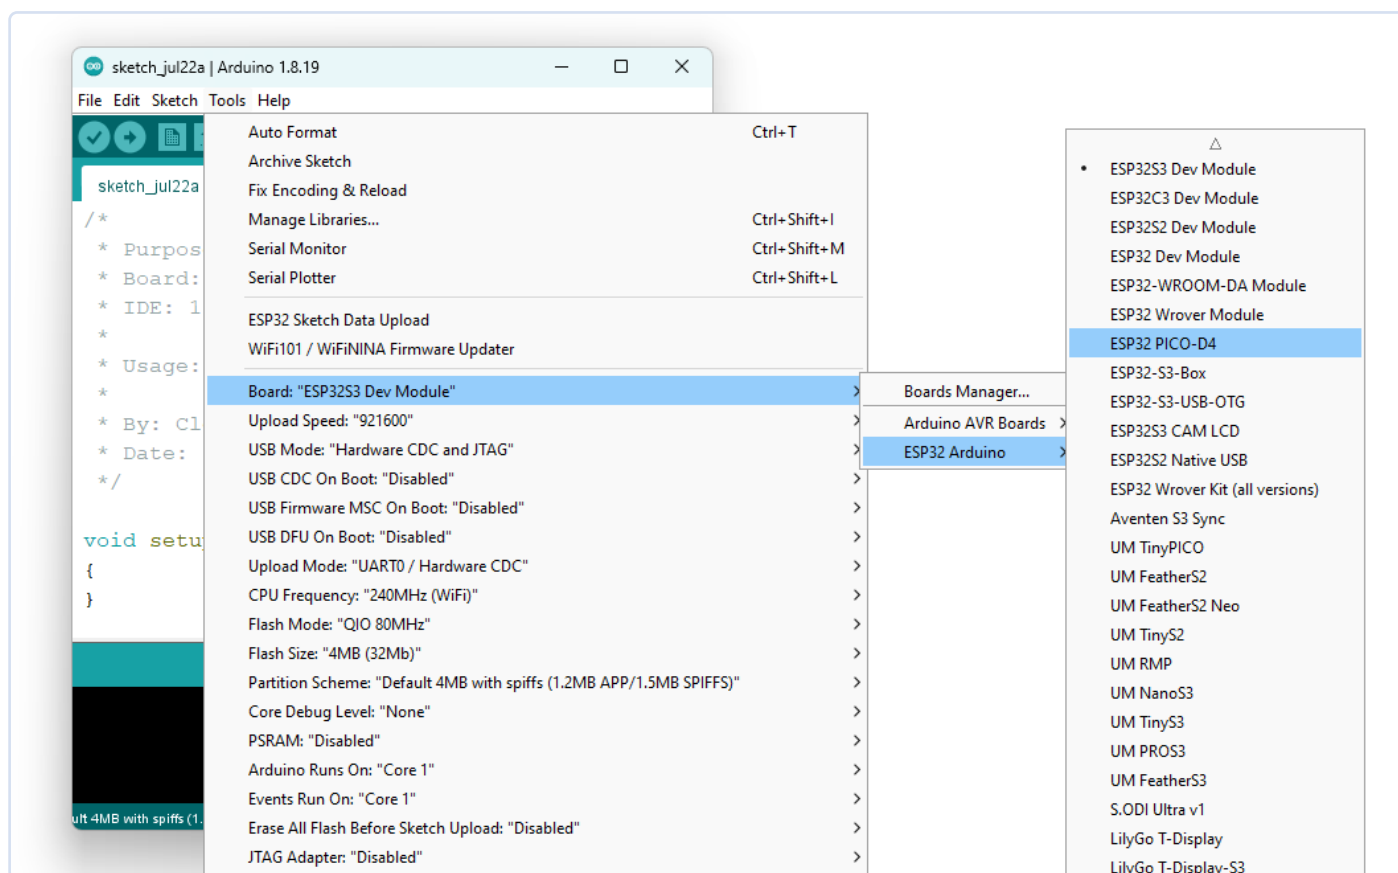 sketch_jul22a | Arduino 1.8.19
File Edit Sketch Tools Help
sketch_jul22a
/*
* Purpos
* Board:
* IDE: 1
*
* Usage:
*
* By: Cl
* Date:
*/
void setu
{
}
ult 4MB with spiffs (1.
Auto Format Ctrl+T
Archive Sketch
Fix Encoding & Reload
Manage Libraries... Ctrl+Shift+I
Serial Monitor Ctrl+Shift+M
Serial Plotter Ctrl+Shift+L
ESP32 Sketch Data Upload
WiFi101 / WiFiNINA Firmware Updater
Board: "ESP32S3 Dev Module"
Upload Speed: "921600"
USB Mode: "Hardware CDC and JTAG"
USB CDC On Boot: "Disabled"
USB Firmware MSC On Boot: "Disabled"
USB DFU On Boot: "Disabled"
Upload Mode: "UART0 / Hardware CDC"
CPU Frequency: "240MHz (WiFi)"
Flash Mode: "QIO 80MHz"
Flash Size: "4MB (32Mb)"
Partition Scheme: "Default 4MB with spiffs (1.2MB APP/1.5MB SPIFFS)"
Core Debug Level: "None"
PSRAM: "Disabled"
Arduino Runs On: "Core 1"
Events Run On: "Core 1"
Erase All Flash Before Sketch Upload: "Disabled"
JTAG Adapter: "Disabled"
Boards Manager...
Arduino AVR Boards
ESP32 Arduino
ESP32S3 Dev Module
ESP32C3 Dev Module
ESP32S2 Dev Module
ESP32 Dev Module
ESP32-WROOM-DA Module
ESP32 Wrover Module
ESP32 PICO-D4
ESP32-S3-Box
ESP32-S3-USB-OTG
ESP32S3 CAM LCD
ESP32S2 Native USB
ESP32 Wrover Kit (all versions)
Aventen S3 Sync
UM TinyPICO
UM FeatherS2
UM FeatherS2 Neo
UM TinyS2
UM RMP
UM NanoS3
UM TinyS3
UM PROS3
UM FeatherS3
S.ODI Ultra v1
LilyGo T-Display
LilyGo T-Display-S3